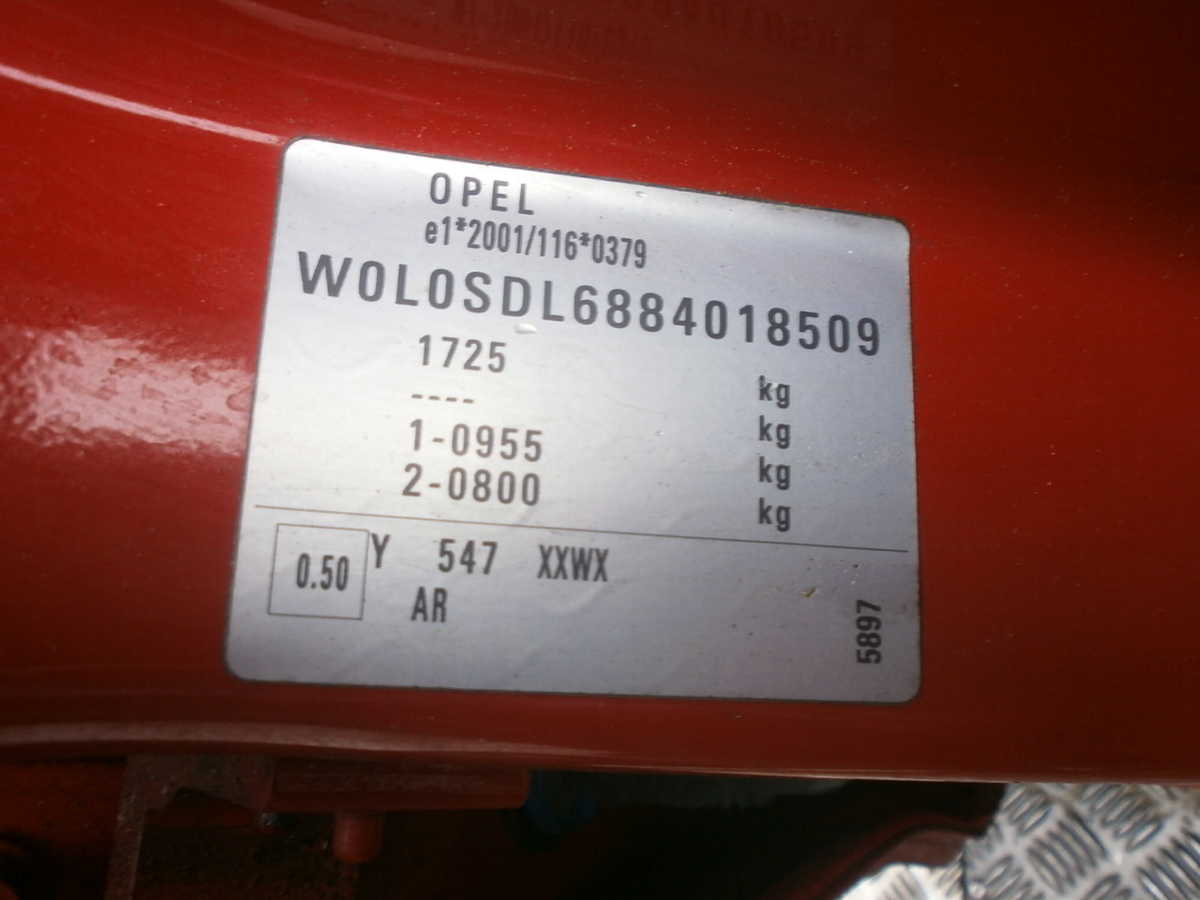 OPEL
e1*2001/116*0379
W0L0SDL6884018509
1725 kg
---- kg
1-0955 kg
2-0800 kg
0.50 Y 547 XXWX
AR
5897